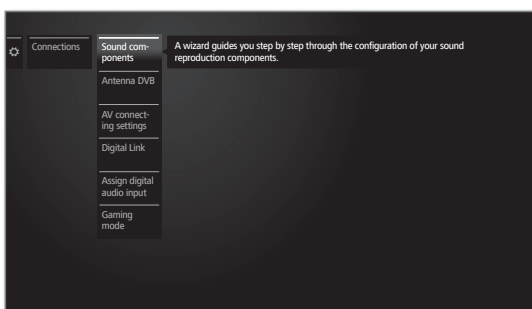 Connections
Sound com-
ponents
A wizard guides you step by step through the configuration of your sound
reproduction components.
Antenna DVB
AV connect-
ing settings
Digital Link
Assign digital
audio input
Gaming
mode